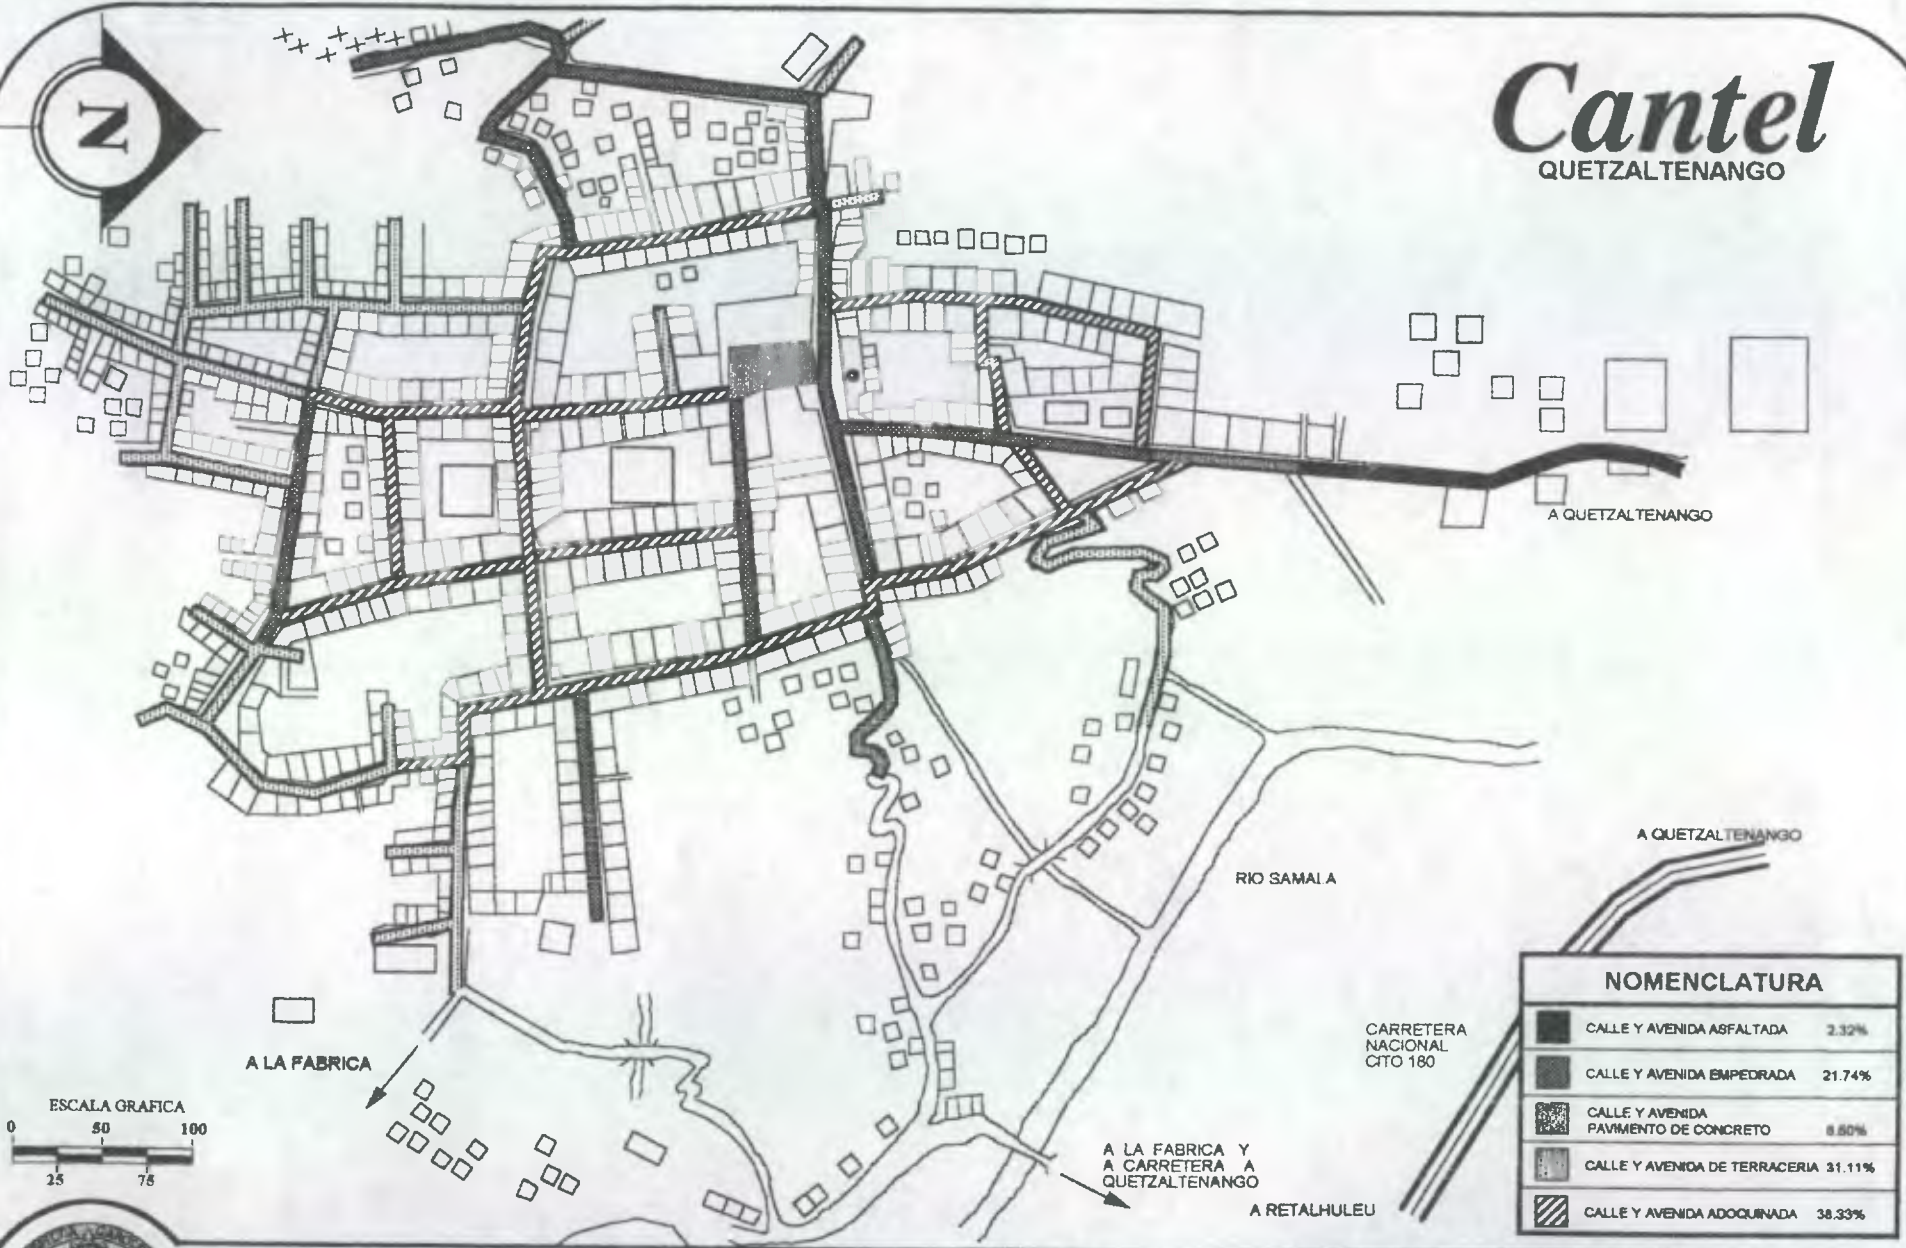 N
Cantel
QUETZALTENANGO
A QUETZALTENANGO
A QUETZALTENANGO
RIO SAMALA
CARRETERA
NACIONAL
CITO 180
A LA FABRICA
ESCALA GRAFICA
0 50 100
25 75
A LA FABRICA Y
A CARRETERA A
QUETZALTENANGO
A RETALHULEU
NOMENCLATURA
CALLE Y AVENIDA ASFALTADA 2.32%
CALLE Y AVENIDA EMPEDRADA 21.74%
CALLE Y AVENIDA
PAVIMENTO DE CONCRETO
CALLE Y AVENIDA DE TERRACERIA 31.11%
CALLE Y AVENIDA ADOQUINADA 38.33%